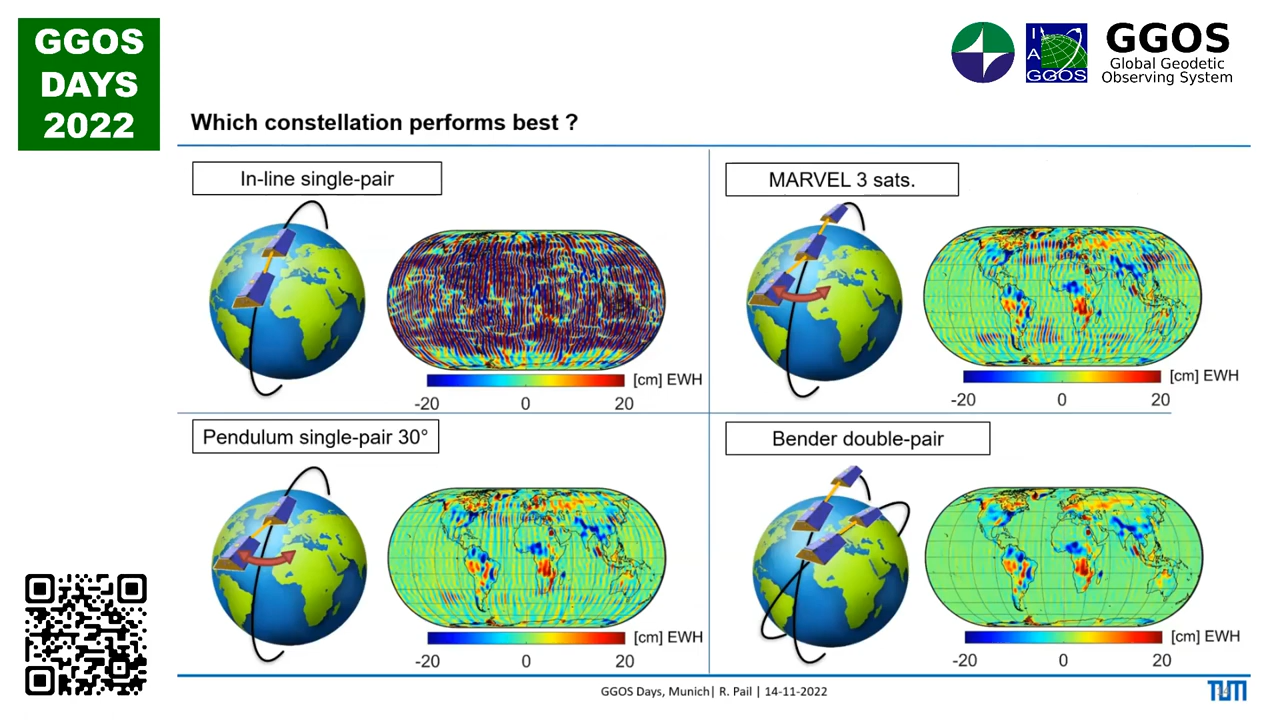 GGOS
DAYS
2022
I
A
GGOS
GGOS
Global Geodetic
Observing System
Which constellation performs best ?
In-line single-pair
[cm] EWH
-20 0 20
MARVEL 3 sats.
[cm] EWH
-20 0 20
Pendulum single-pair 30°
[cm] EWH
-20 0 20
Bender double-pair
[cm] EWH
-20 0 20
GGOS Days, Munich| R. Pail | 14-11-2022
TUM